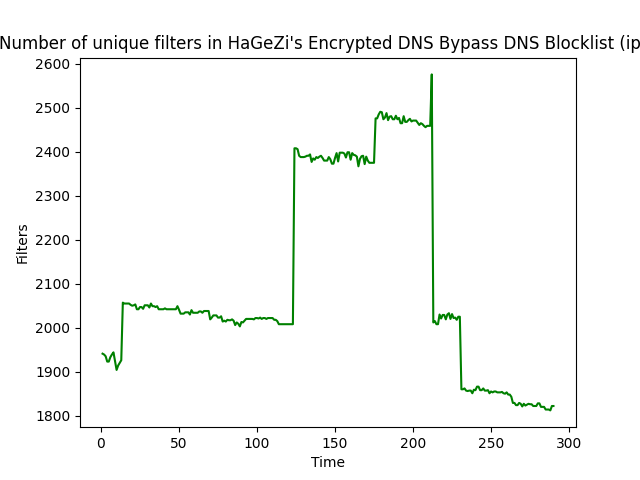 Number of unique filters in HaGeZi's Encrypted DNS Bypass DNS Blocklist (ip
2600
2500
2400
2300
2200
2100
2000
1900
1800
Filters
0 50 100 150 200 250 300
Time